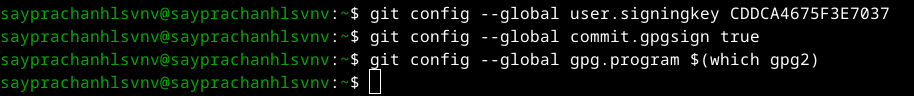 sayprachanhlsvnv@sayprachanhlsvnv:~$ git config --global user.signingkey CDDCA4675F3E7037
sayprachanhlsvnv@sayprachanhlsvnv:~$ git config --global commit.gpgsign true
sayprachanhlsvnv@sayprachanhlsvnv:~$ git config --global gpg.program $(which gpg2)
sayprachanhlsvnv@sayprachanhlsvnv:~$